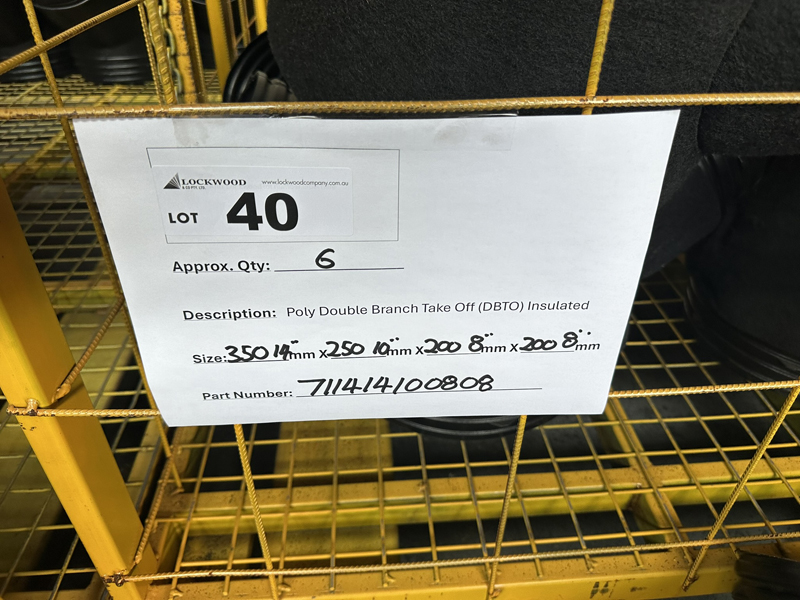 LOCKWOOD www.lockwoodcompany.com.au
& CO PTY. LTD.
LOT 40
Approx. Qty: 6
Description: Poly Double Branch Take Off (DBTO) Insulated
Size: 350 14"mm x 250 10"mm x 200 8"mm x 200 8"mm
Part Number: 711414100808